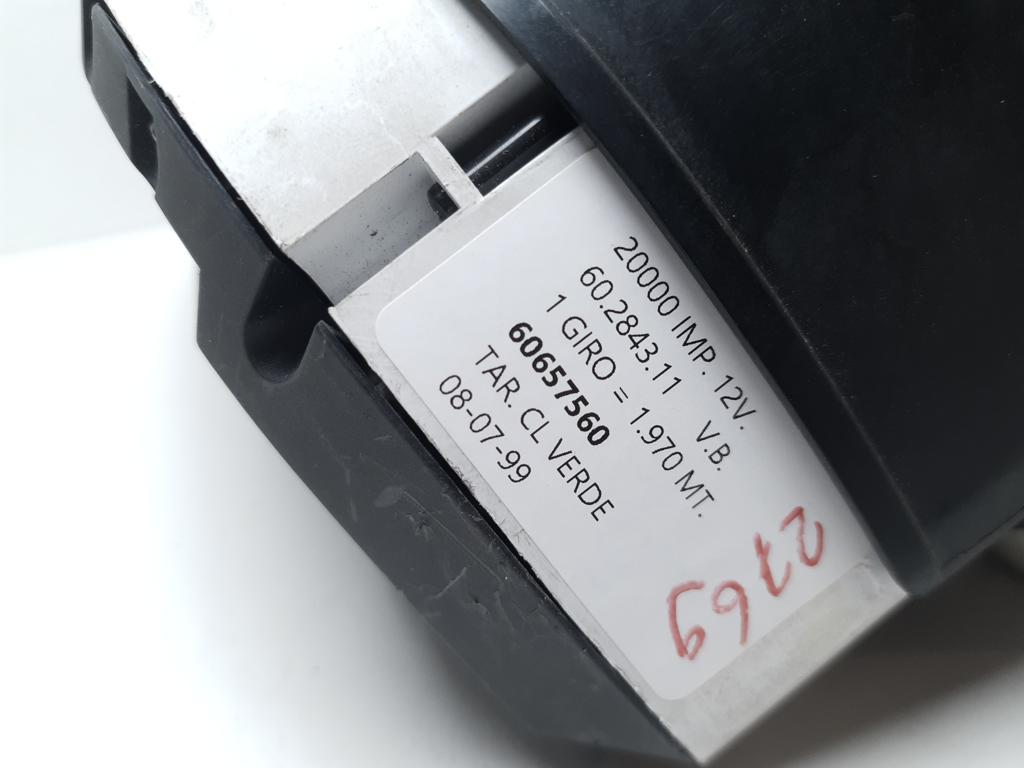 20000 IMP. 12V.
60.2843.11 V.B.
1 GIRO = 1.970 MT.
60657560
TAR. CL VERDE
08-07-99
2769